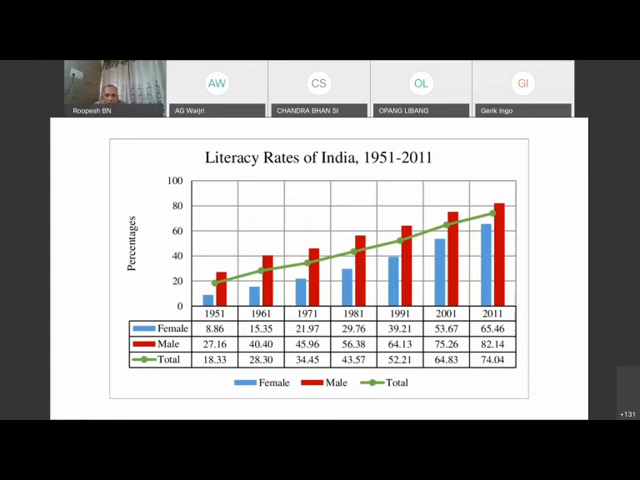 AW CS OL GI
Roopesh BN AG Warjri CHANDRA BHAN SI OPANG LIBANG Gerik Ingo
Literacy Rates of India, 1951-2011
Percentages
100
80
60
40
20
0
1951 1961 1971 1981 1991 2001 2011
Female 8.86 15.35 21.97 29.76 39.21 53.67 65.46
Male 27.16 40.40 45.96 56.38 64.13 75.26 82.14
Total 18.33 28.30 34.45 43.57 52.21 64.83 74.04
Female Male Total
+131